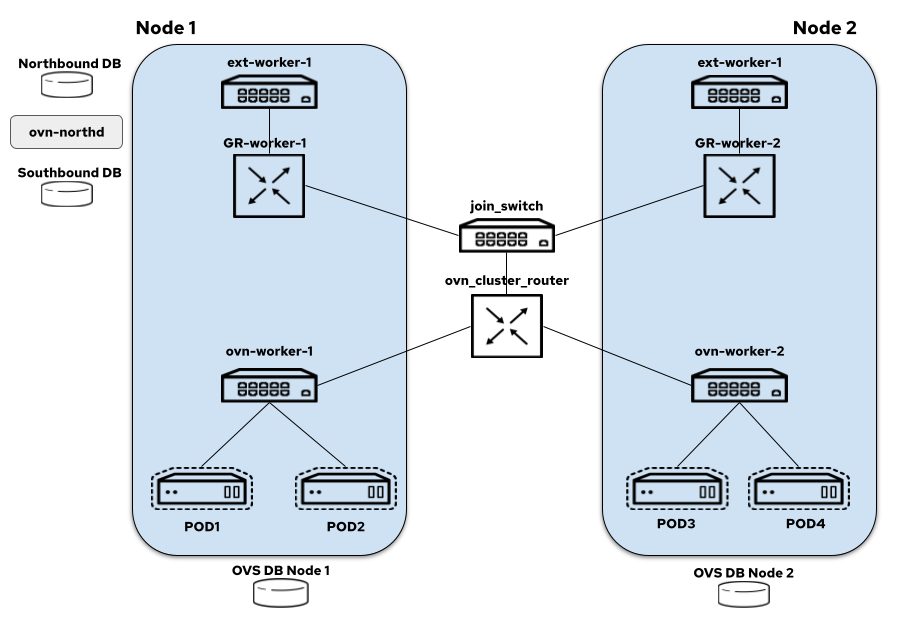 Node 1
Node 2
Northbound DB
ovn-northd
Southbound DB
ext-worker-1
GR-worker-1
ovn-worker-1
POD1
POD2
OVS DB Node 1
join_switch
ovn_cluster_router
ext-worker-1
GR-worker-2
ovn-worker-2
POD3
POD4
OVS DB Node 2